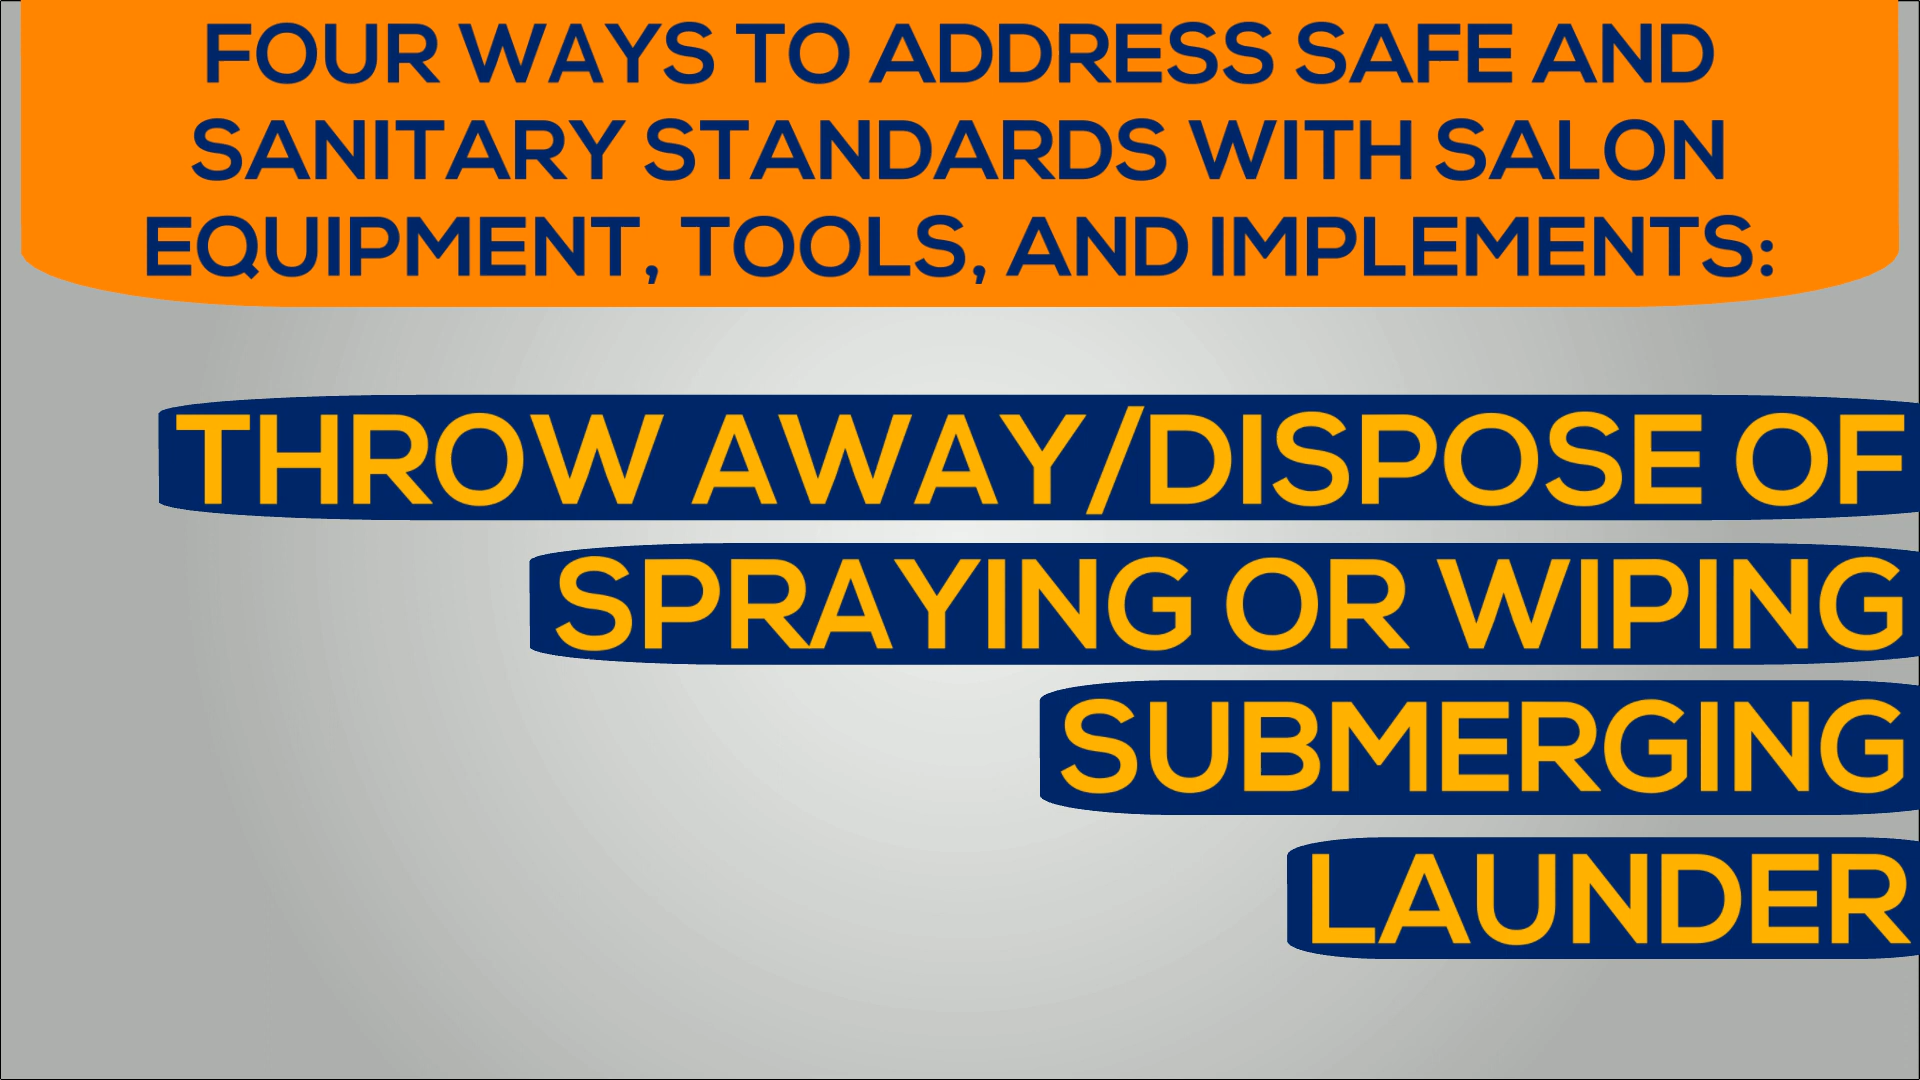 FOUR WAYS TO ADDRESS SAFE AND
SANITARY STANDARDS WITH SALON
EQUIPMENT, TOOLS, AND IMPLEMENTS:
THROW AWAY/DISPOSE OF
SPRAYING OR WIPING
SUBMERGING
LAUNDER